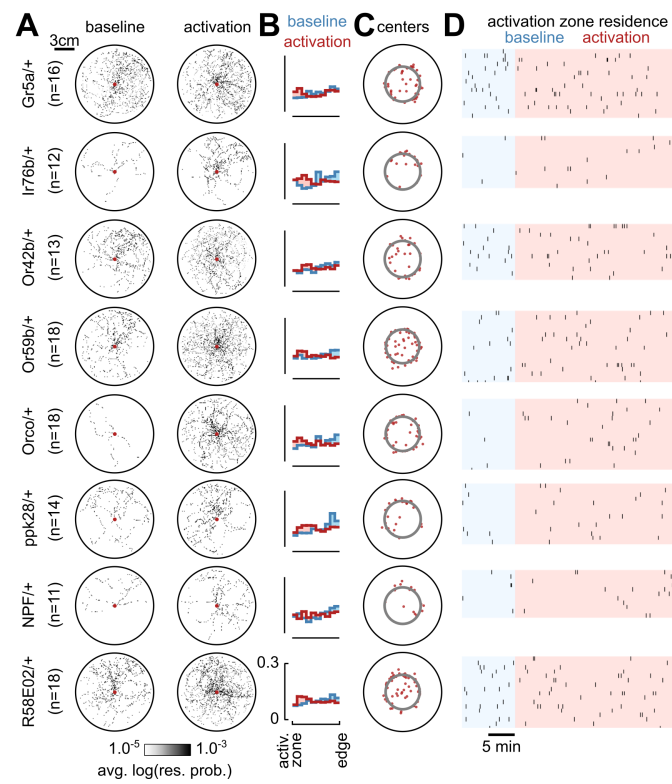 A baseline activation B baseline activation C centers D activation zone residence
baseline activation
3cm
Gr5a/+ (n=16)
Ir76b/+ (n=12)
Or42b/+ (n=13)
Or59b/+ (n=18)
Orco/+ (n=18)
ppk28/+ (n=14)
NPF/+ (n=11)
R58E02/+ (n=18)
0.3
0
activ. zone
edge
5 min
1.0⁻⁵ 1.0⁻³
avg. log(res. prob.)